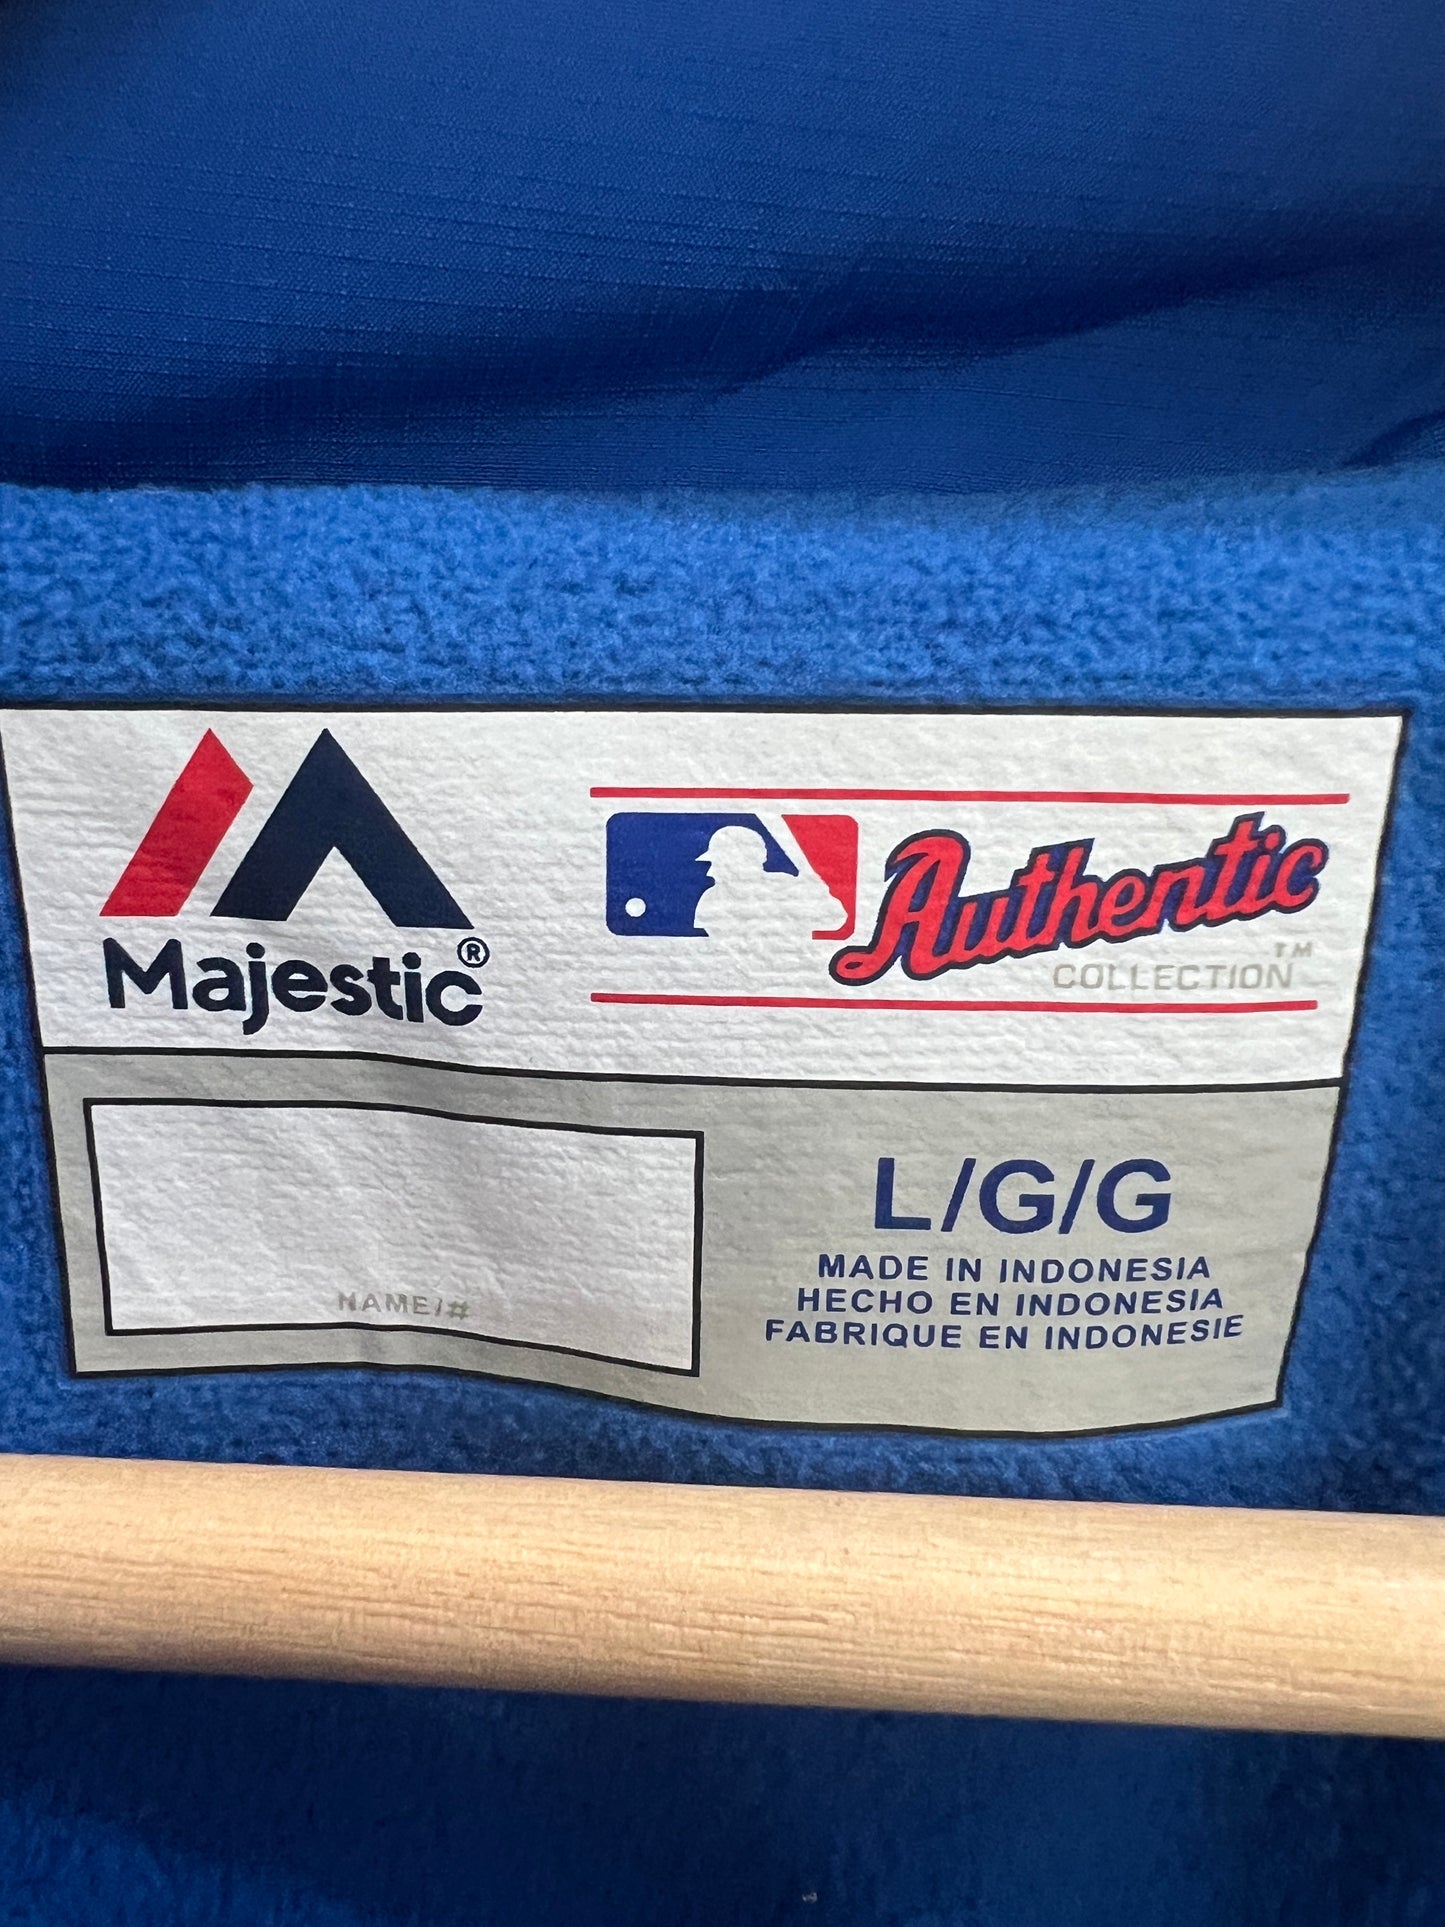 Majestic®
Authentic
COLLECTION™
NAME/#
L/G/G
MADE IN INDONESIA
HECHO EN INDONESIA
FABRIQUE EN INDONESIE